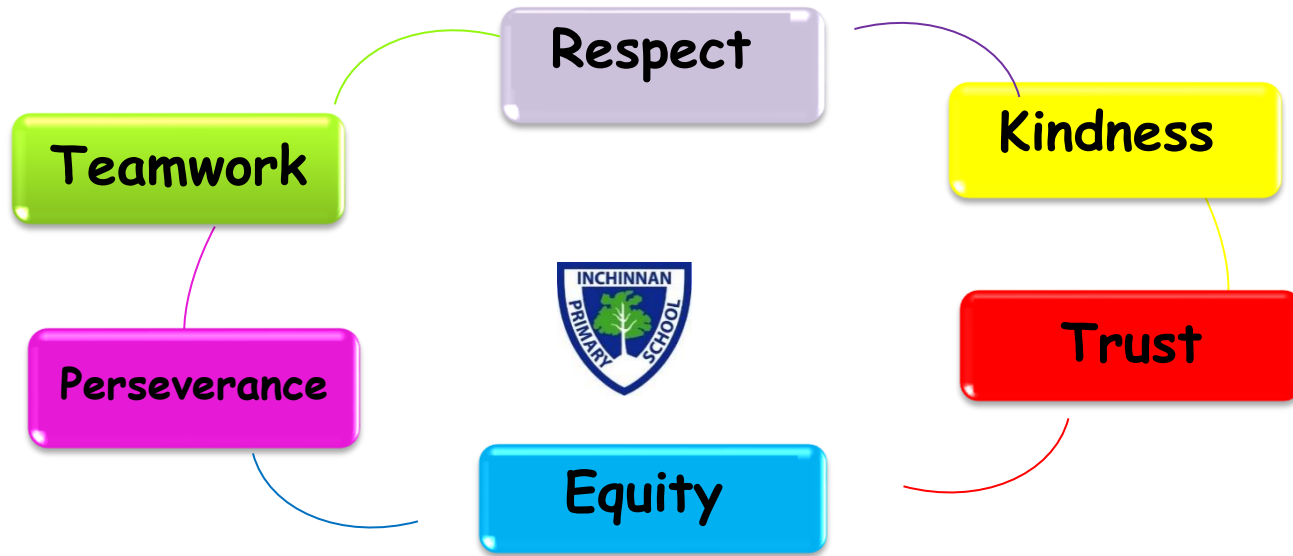 Respect
Kindness
Teamwork
INCHINNAN
PRIMARY
SCHOOL
Trust
Perseverance
Equity